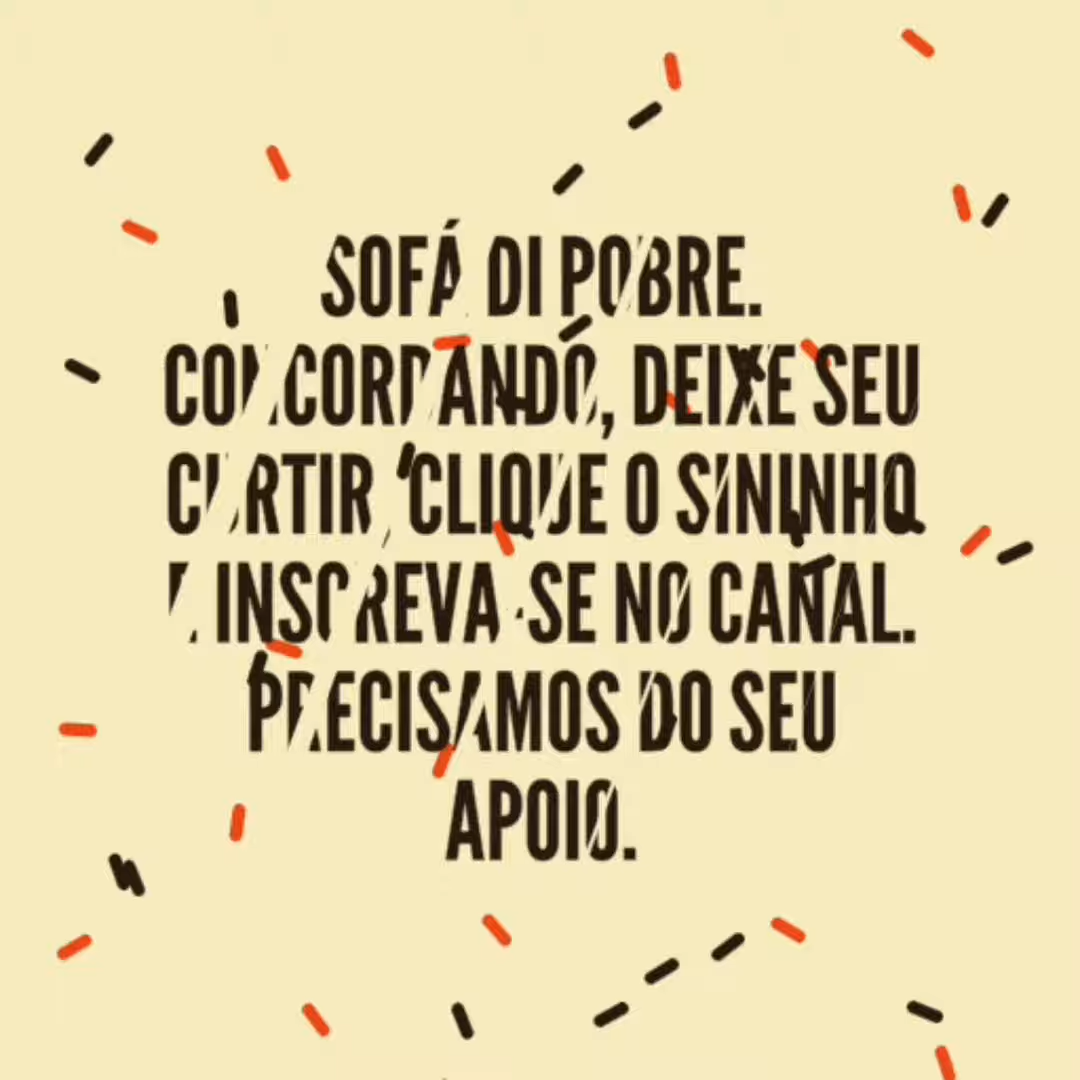 SOFÁ DI POBRE.
CONCORDANDO, DEIXE SEU
CURTIR, CLIQUE O SININHO
E INSCREVA-SE NO CANAL.
PRECISAMOS DO SEU
APOIO.